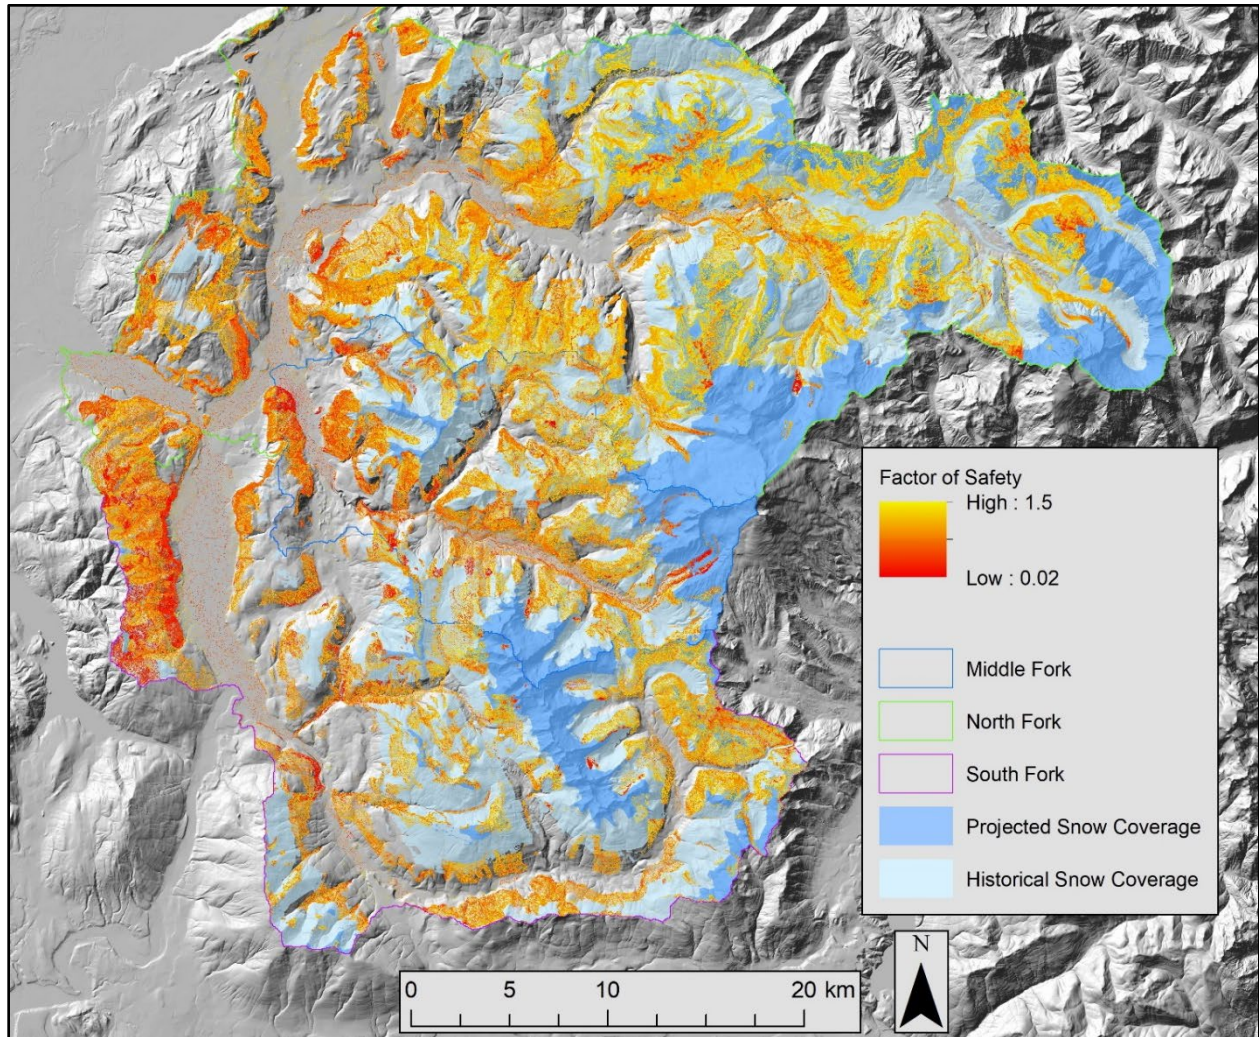 Factor of Safety
High : 1.5
Low : 0.02
Middle Fork
North Fork
South Fork
Projected Snow Coverage
Historical Snow Coverage
N
0 5 10 20 km